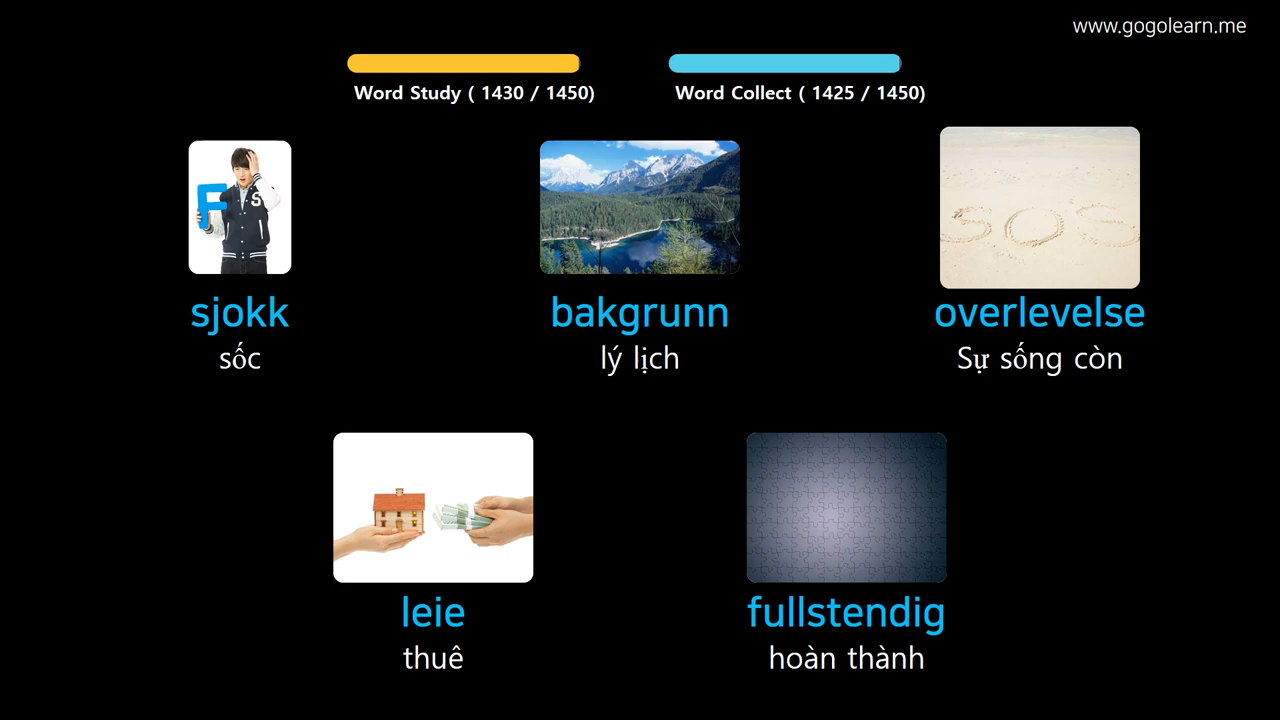 www.gogolearn.me
Word Study ( 1430 / 1450)
Word Collect ( 1425 / 1450)
F
S
SOS
sjokk
bakgrunn
overlevelse
sốc
lý lịch
Sự sống còn
leie
fullstendig
thuê
hoàn thành